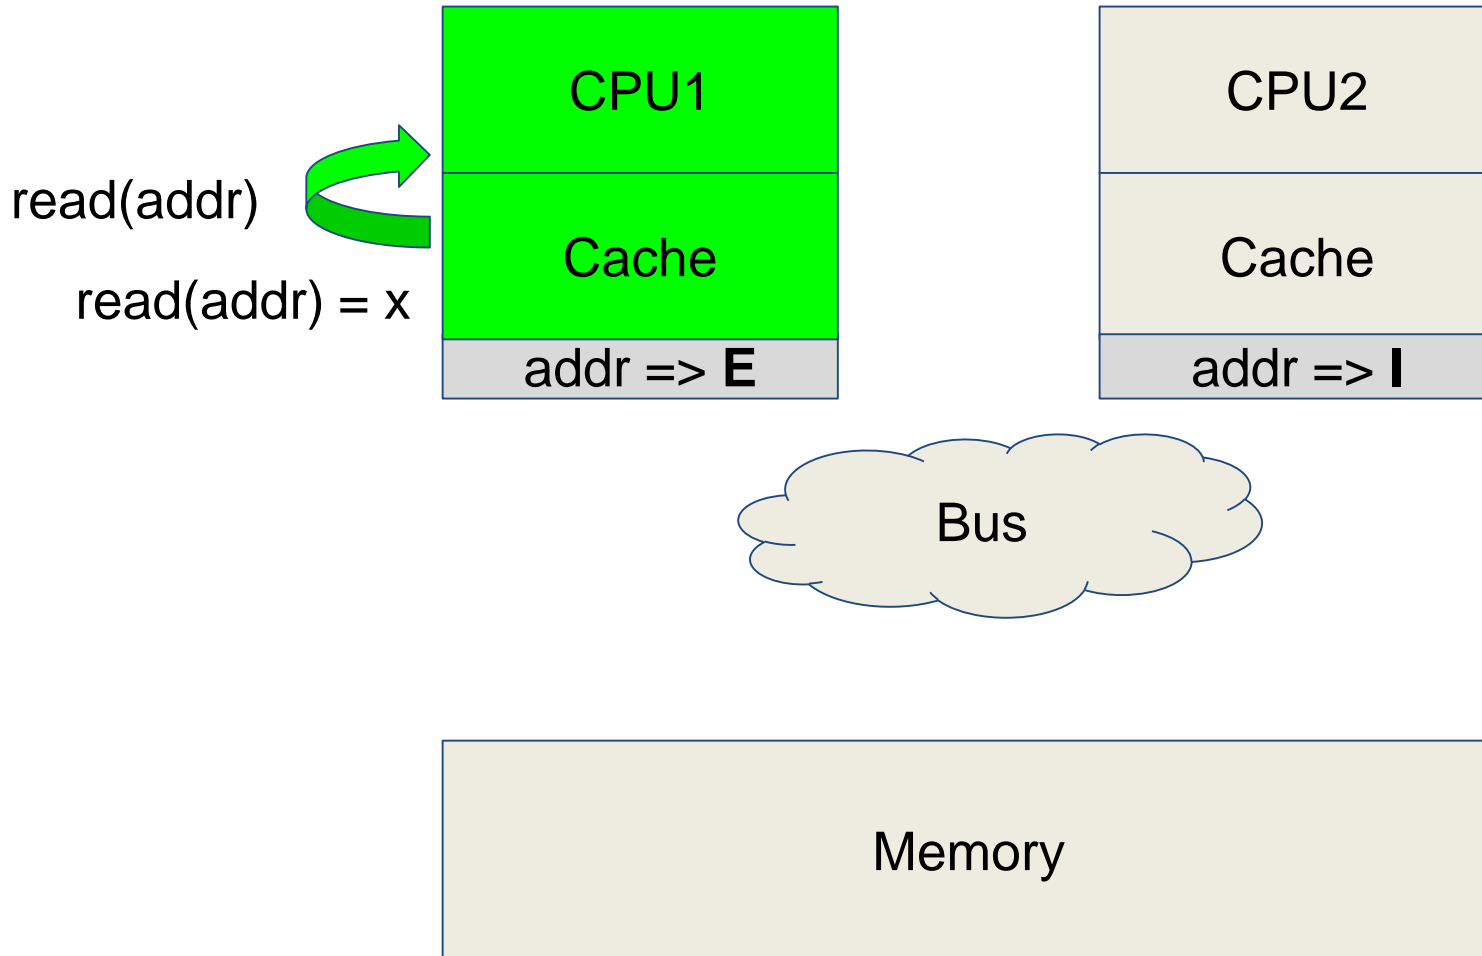 CPU1
CPU2
read(addr)
Cache
Cache
read(addr) = x
addr => E
addr => I
Bus
Memory